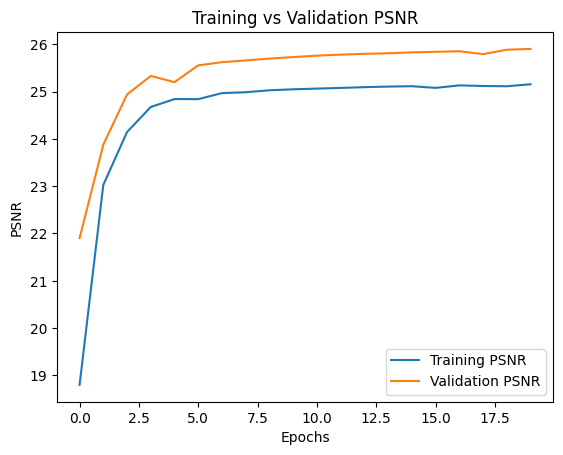 Training vs Validation PSNR
26
25
24
23
22
21
20
19
PSNR
0.0 2.5 5.0 7.5 10.0 12.5 15.0 17.5
Epochs
Training PSNR
Validation PSNR